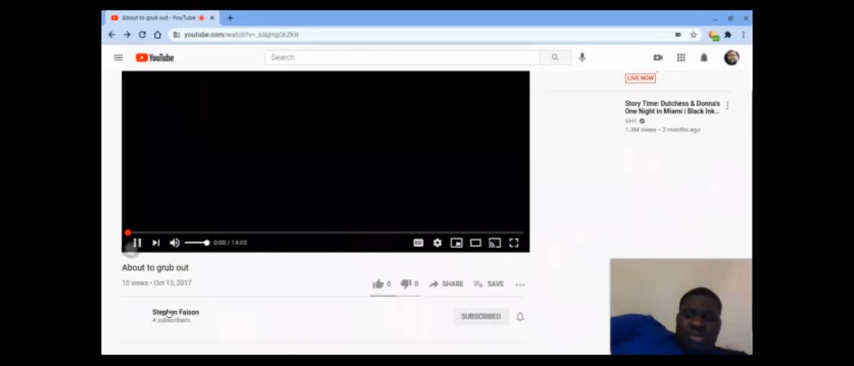 About to grub out - YouTube
youtube.com/watch?v=
YouTube
Search
LIVE NOW
Story Time: Dutchess & Donna's
One Night in Miami | Black Ink...
VH1
1.3M views • 2 months ago
0:00 / 14:03
About to grub out
10 views • Oct 13, 2017
0
0
SHARE
SAVE
Stephon Faison
4 subscribers
SUBSCRIBED